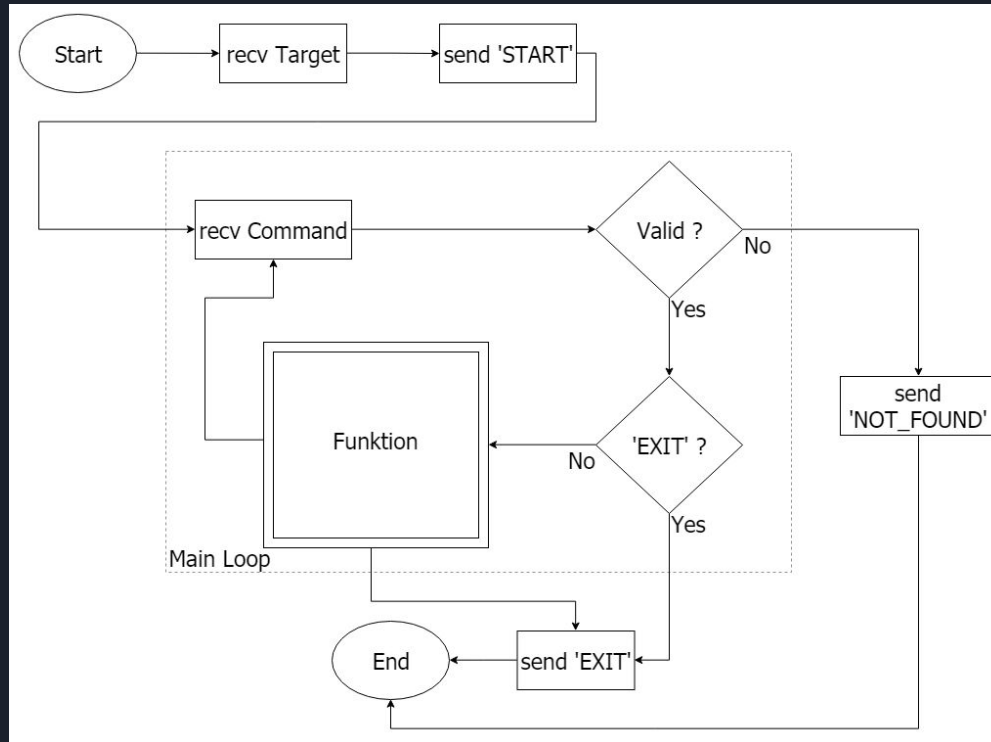 Start
recv Target
send 'START'
recv Command
Valid ?
No
Yes
send
'NOT_FOUND'
Funktion
'EXIT' ?
No
Yes
Main Loop
End
send 'EXIT'